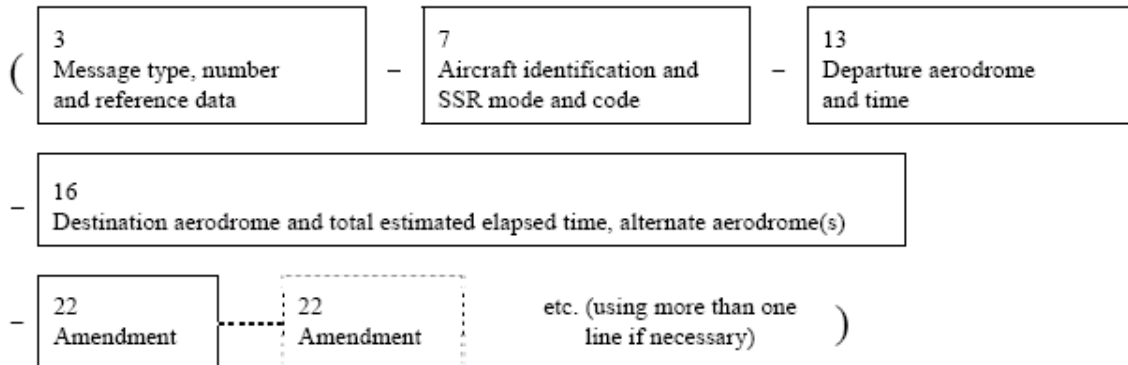 3 7 13
( Message type, number – Aircraft identification and – Departure aerodrome
and reference data SSR mode and code and time
16
– Destination aerodrome and total estimated elapsed time, alternate aerodrome(s)
22 22 etc. (using more than one
– Amendment Amendment line if necessary) )